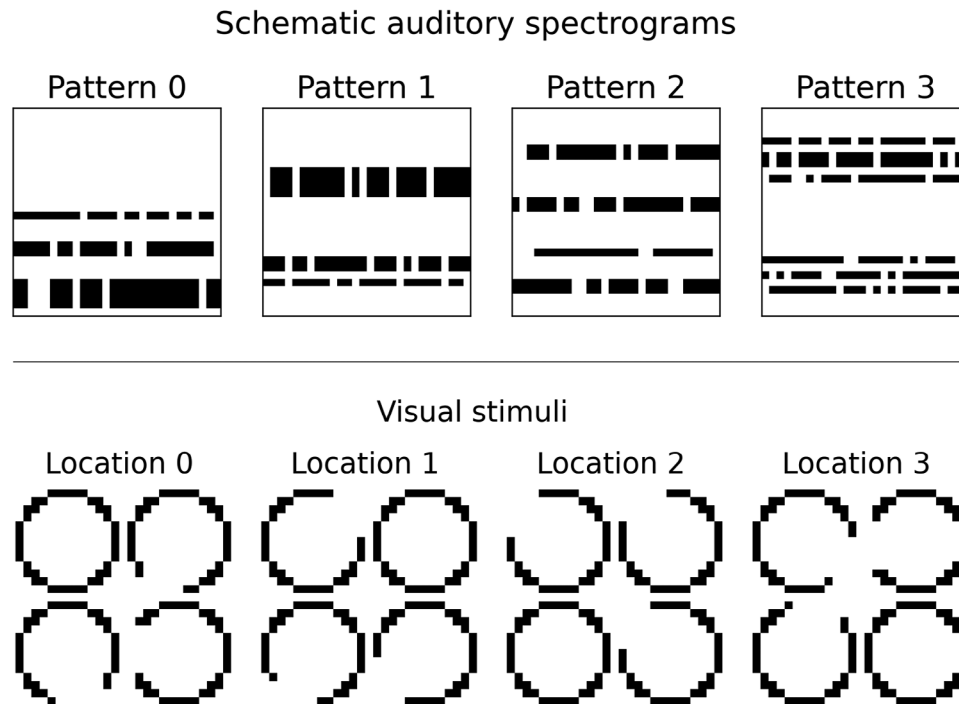 Schematic auditory spectrograms
Pattern 0 Pattern 1 Pattern 2 Pattern 3
Visual stimuli
Location 0 Location 1 Location 2 Location 3